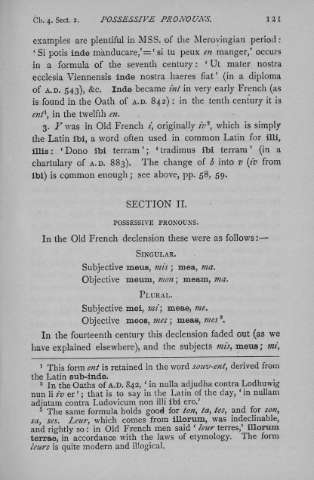 Ch. 4. Sect. 2. POSSESSIVE PRONOUNS. 121
examples are plentiful in MSS. of the Merovingian period:
'Si potis inde manducare,'='si tu peux en manger,' occurs
in a formula of the seventh century: 'Ut mater nostra
ecclesia Viennensis inde nostra haeres fiat' (in a diploma
of A.D. 543), &c. Inde became int in very early French (as
is found in the Oath of A.D. 842): in the tenth century it is
ent¹, in the twelfth en.
3. Y was in Old French i, originally iv², which is simply
the Latin ibi, a word often used in common Latin for illi,
illis: 'Dono ibi terram'; 'tradimus ibi terram' (in a
chartulary of A.D. 883). The change of b into v (iv from
ibi) is common enough; see above, pp. 58, 59.
SECTION II.
POSSESSIVE PRONOUNS.
In the Old French declension these were as follows:—
SINGULAR.
Subjective meus, mis; mea, ma.
Objective meum, mon; meam, ma.
PLURAL.
Subjective mei, mi; meae, me.
Objective meos, mes; meas, mes³.
In the fourteenth century this declension faded out (as we
have explained elsewhere), and the subjects mis, meus; mi,
¹ This form ent is retained in the word souv-ent, derived from
the Latin sub-inde.
² In the Oaths of A.D. 842, 'in nulla adjudha contra Lodhuwig
nun li iv er'; that is to say in the Latin of the day, 'in nullam
adjutam contra Ludovicum non illi ibi ero.'
³ The same formula holds good for ton, ta, tes, and for son,
sa, ses. Leur, which comes from illorum, was indeclinable,
and rightly so: in Old French men said 'leur terres,' illorum
terrae, in accordance with the laws of etymology. The form
leurs is quite modern and illogical.